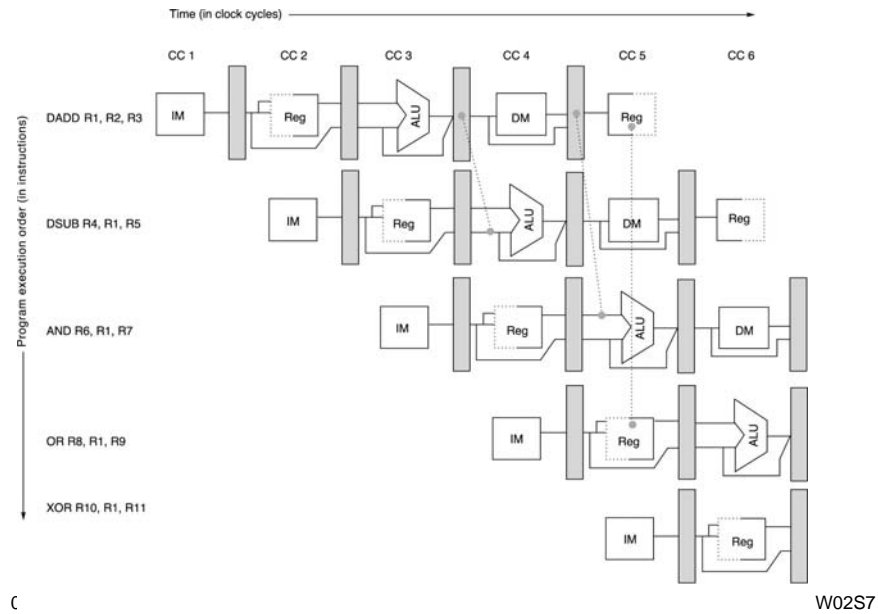 Time (in clock cycles)
CC 1 CC 2 CC 3 CC 4 CC 5 CC 6
Program execution order (in instructions)
DADD R1, R2, R3 IM Reg ALU DM Reg
DSUB R4, R1, R5 IM Reg ALU DM Reg
AND R6, R1, R7 IM Reg ALU DM
OR R8, R1, R9 IM Reg ALU
XOR R10, R1, R11 IM Reg
W02S7